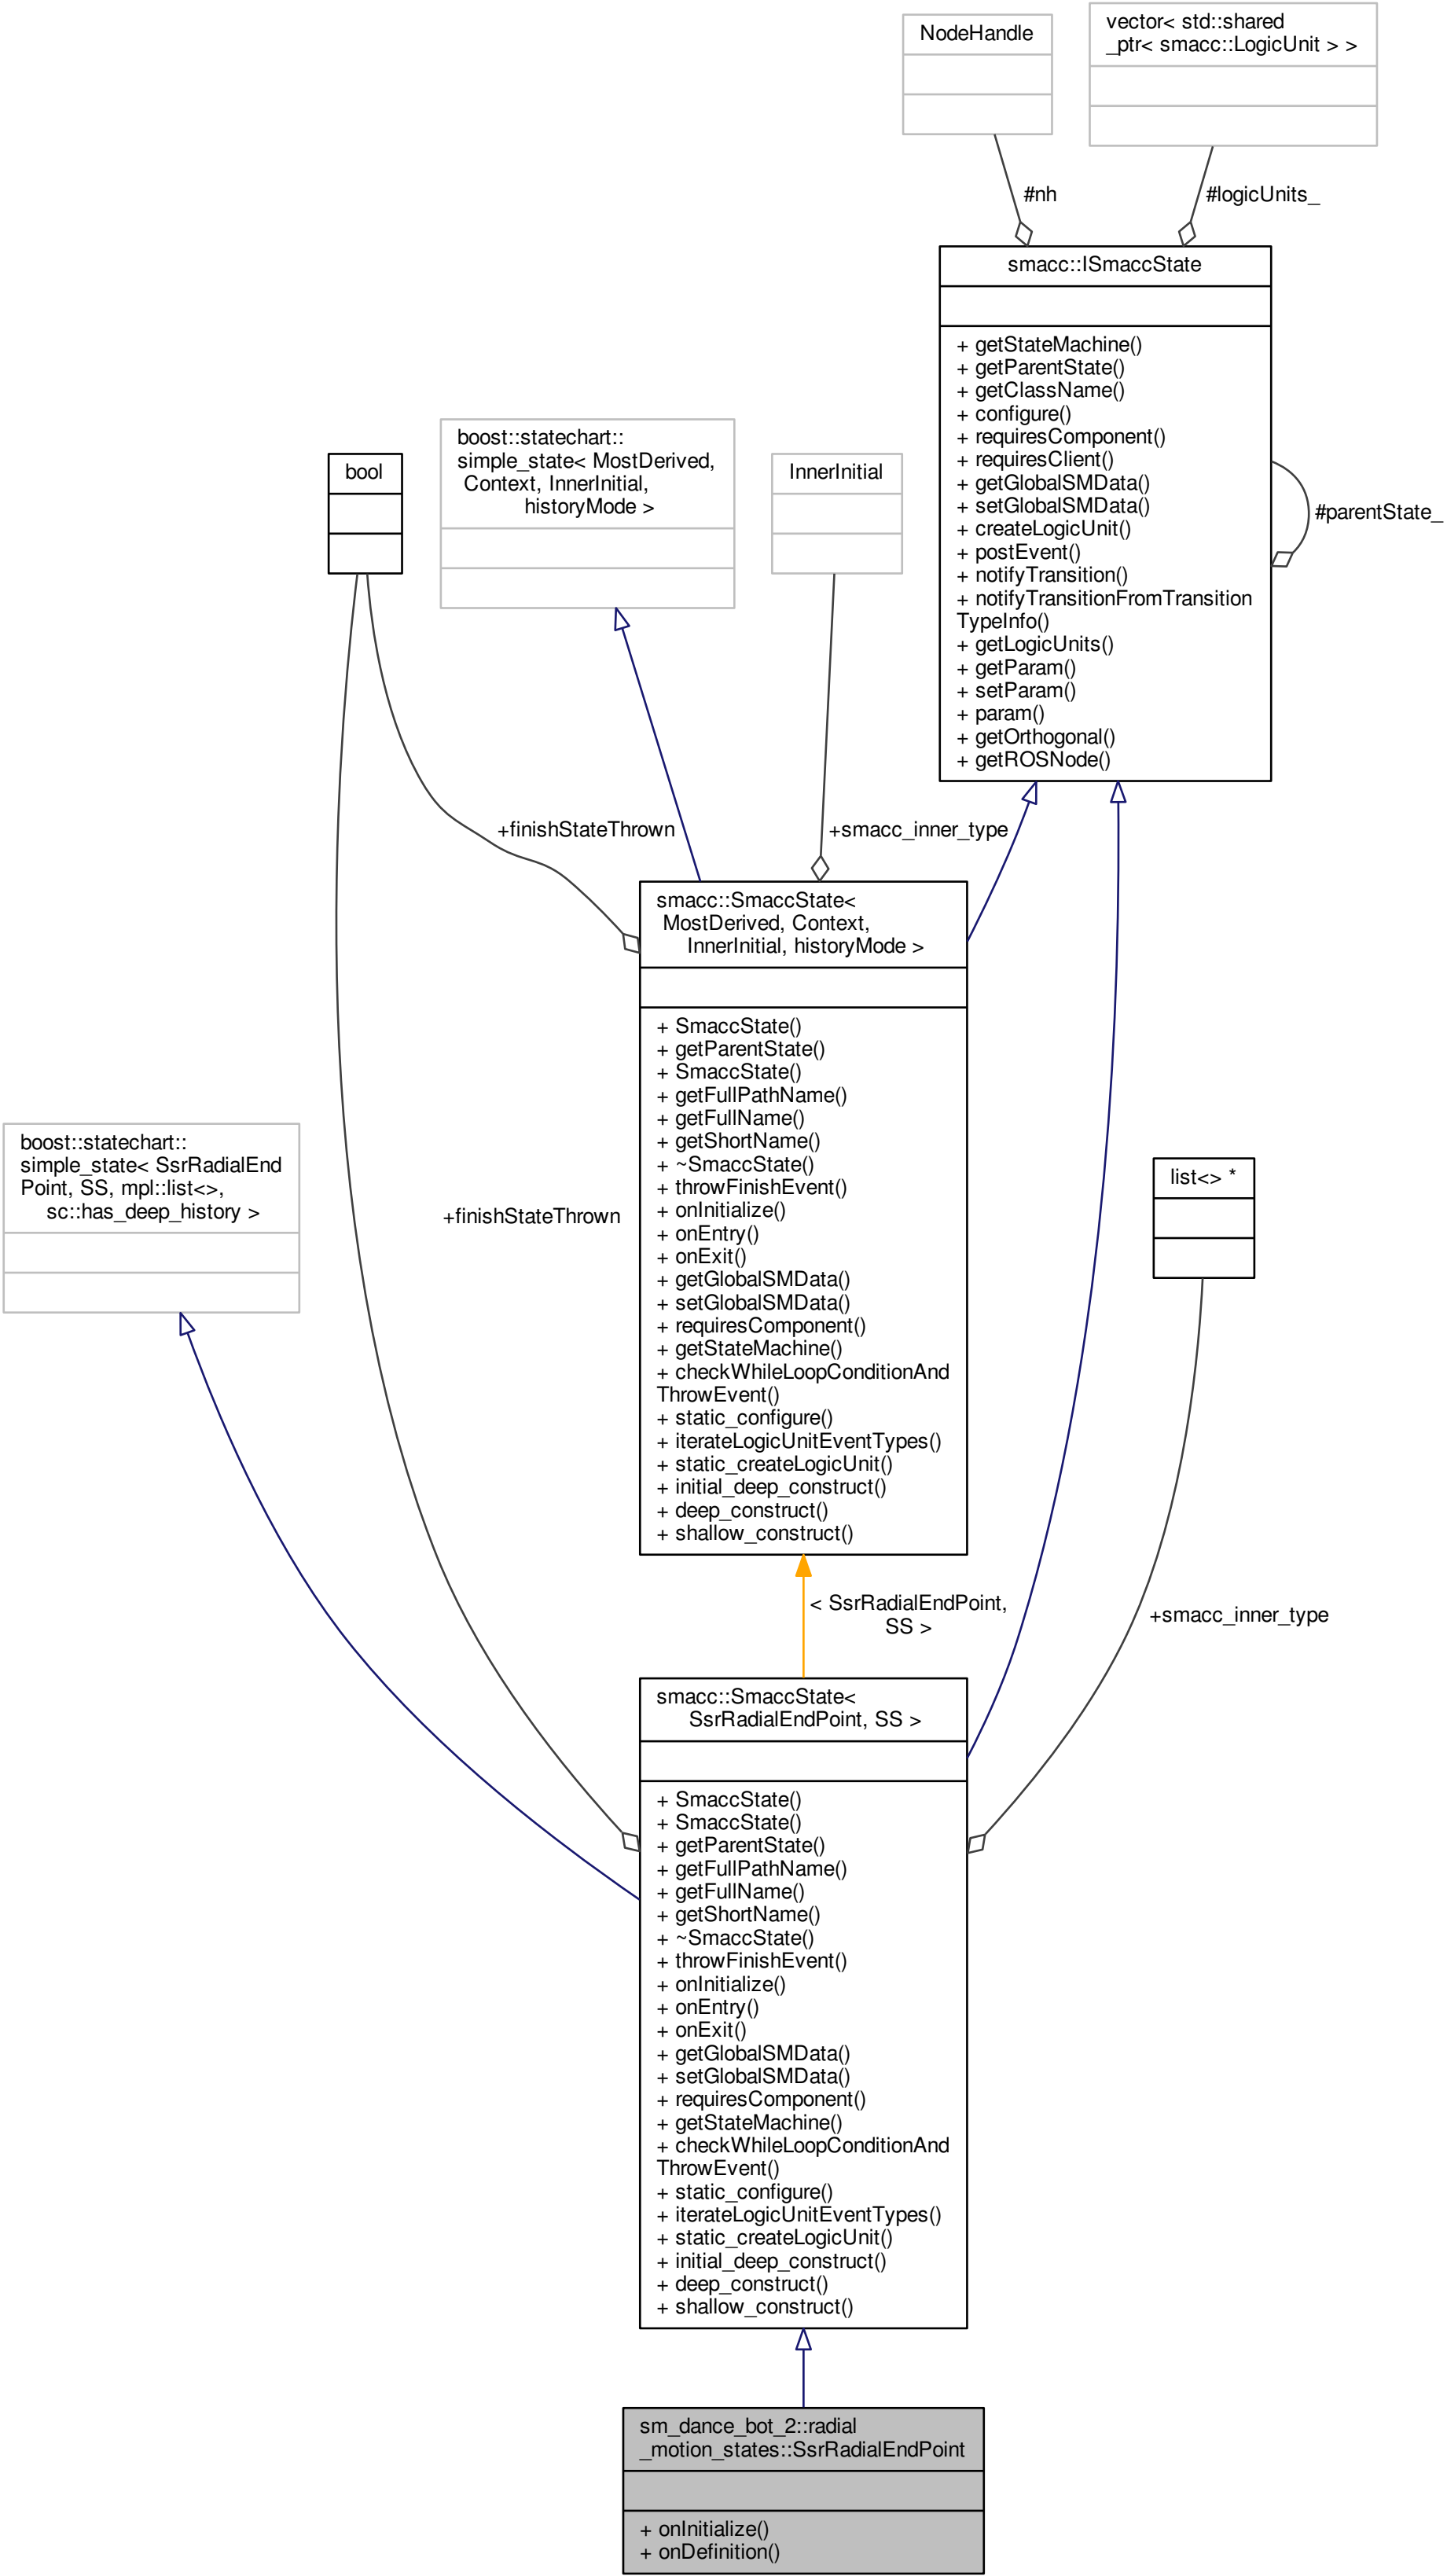 NodeHandle
vector< std::shared
_ptr< smacc::LogicUnit > >
#nh
#logicUnits_
smacc::ISmaccState
+ getStateMachine()
+ getParentState()
+ getClassName()
+ configure()
+ requiresComponent()
+ requiresClient()
+ getGlobalSMData()
+ setGlobalSMData()
+ createLogicUnit()
+ postEvent()
+ notifyTransition()
+ notifyTransitionFromTransition
TypeInfo()
+ getLogicUnits()
+ getParam()
+ setParam()
+ param()
+ getOrthogonal()
+ getROSNode()
#parentState_
bool
boost::statechart::
simple_state< MostDerived,
Context, InnerInitial,
historyMode >
InnerInitial
+finishStateThrown
+smacc_inner_type
smacc::SmaccState<
MostDerived, Context,
InnerInitial, historyMode >
+ SmaccState()
+ getParentState()
+ SmaccState()
+ getFullPathName()
+ getFullName()
+ getShortName()
+ ~SmaccState()
+ throwFinishEvent()
+ onInitialize()
+ onEntry()
+ onExit()
+ getGlobalSMData()
+ setGlobalSMData()
+ requiresComponent()
+ getStateMachine()
+ checkWhileLoopConditionAnd
ThrowEvent()
+ static_configure()
+ iterateLogicUnitEventTypes()
+ static_createLogicUnit()
+ initial_deep_construct()
+ deep_construct()
+ shallow_construct()
boost::statechart::
simple_state< SsrRadialEnd
Point, SS, mpl::list<>,
sc::has_deep_history >
+finishStateThrown
list<> *
< SsrRadialEndPoint,
SS >
+smacc_inner_type
smacc::SmaccState<
SsrRadialEndPoint, SS >
+ SmaccState()
+ SmaccState()
+ getParentState()
+ getFullPathName()
+ getFullName()
+ getShortName()
+ ~SmaccState()
+ throwFinishEvent()
+ onInitialize()
+ onEntry()
+ onExit()
+ getGlobalSMData()
+ setGlobalSMData()
+ requiresComponent()
+ getStateMachine()
+ checkWhileLoopConditionAnd
ThrowEvent()
+ static_configure()
+ iterateLogicUnitEventTypes()
+ static_createLogicUnit()
+ initial_deep_construct()
+ deep_construct()
+ shallow_construct()
sm_dance_bot_2::radial
_motion_states::SsrRadialEndPoint
+ onInitialize()
+ onDefinition()